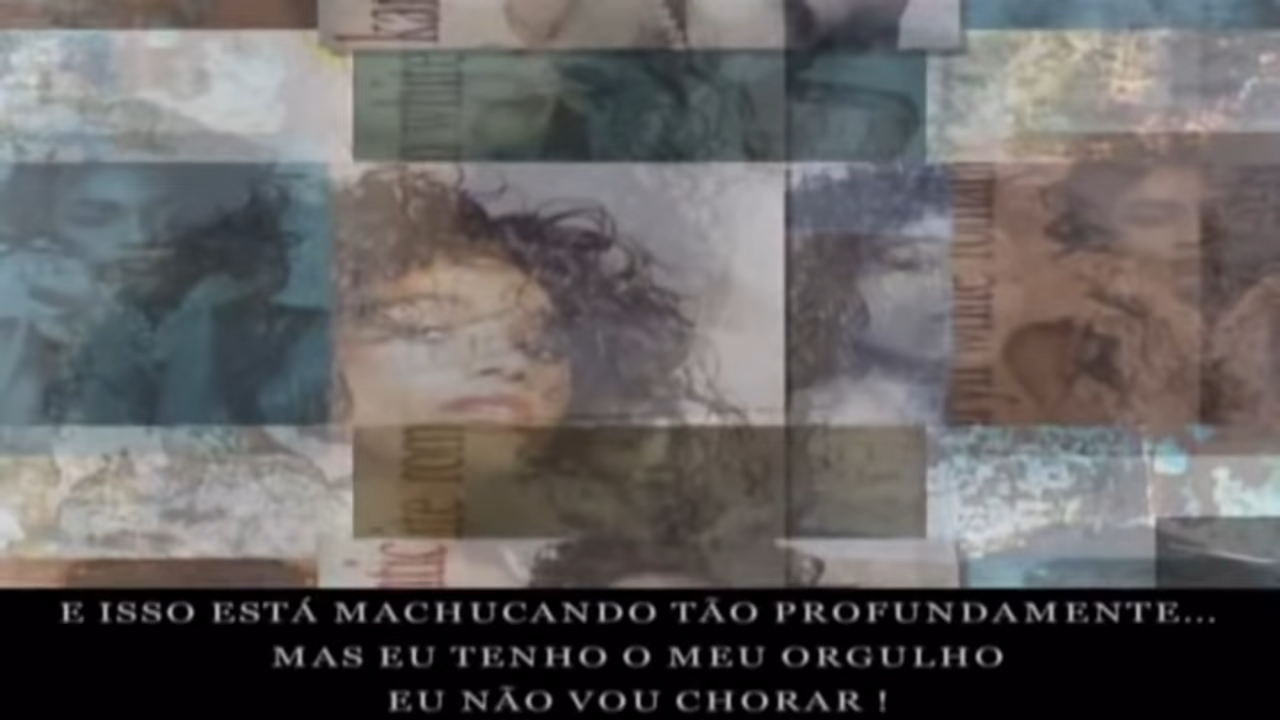 E ISSO ESTÁ MACHUCANDO TÃO PROFUNDAMENTE...
MAS EU TENHO O MEU ORGULHO
EU NÃO VOU CHORAR !